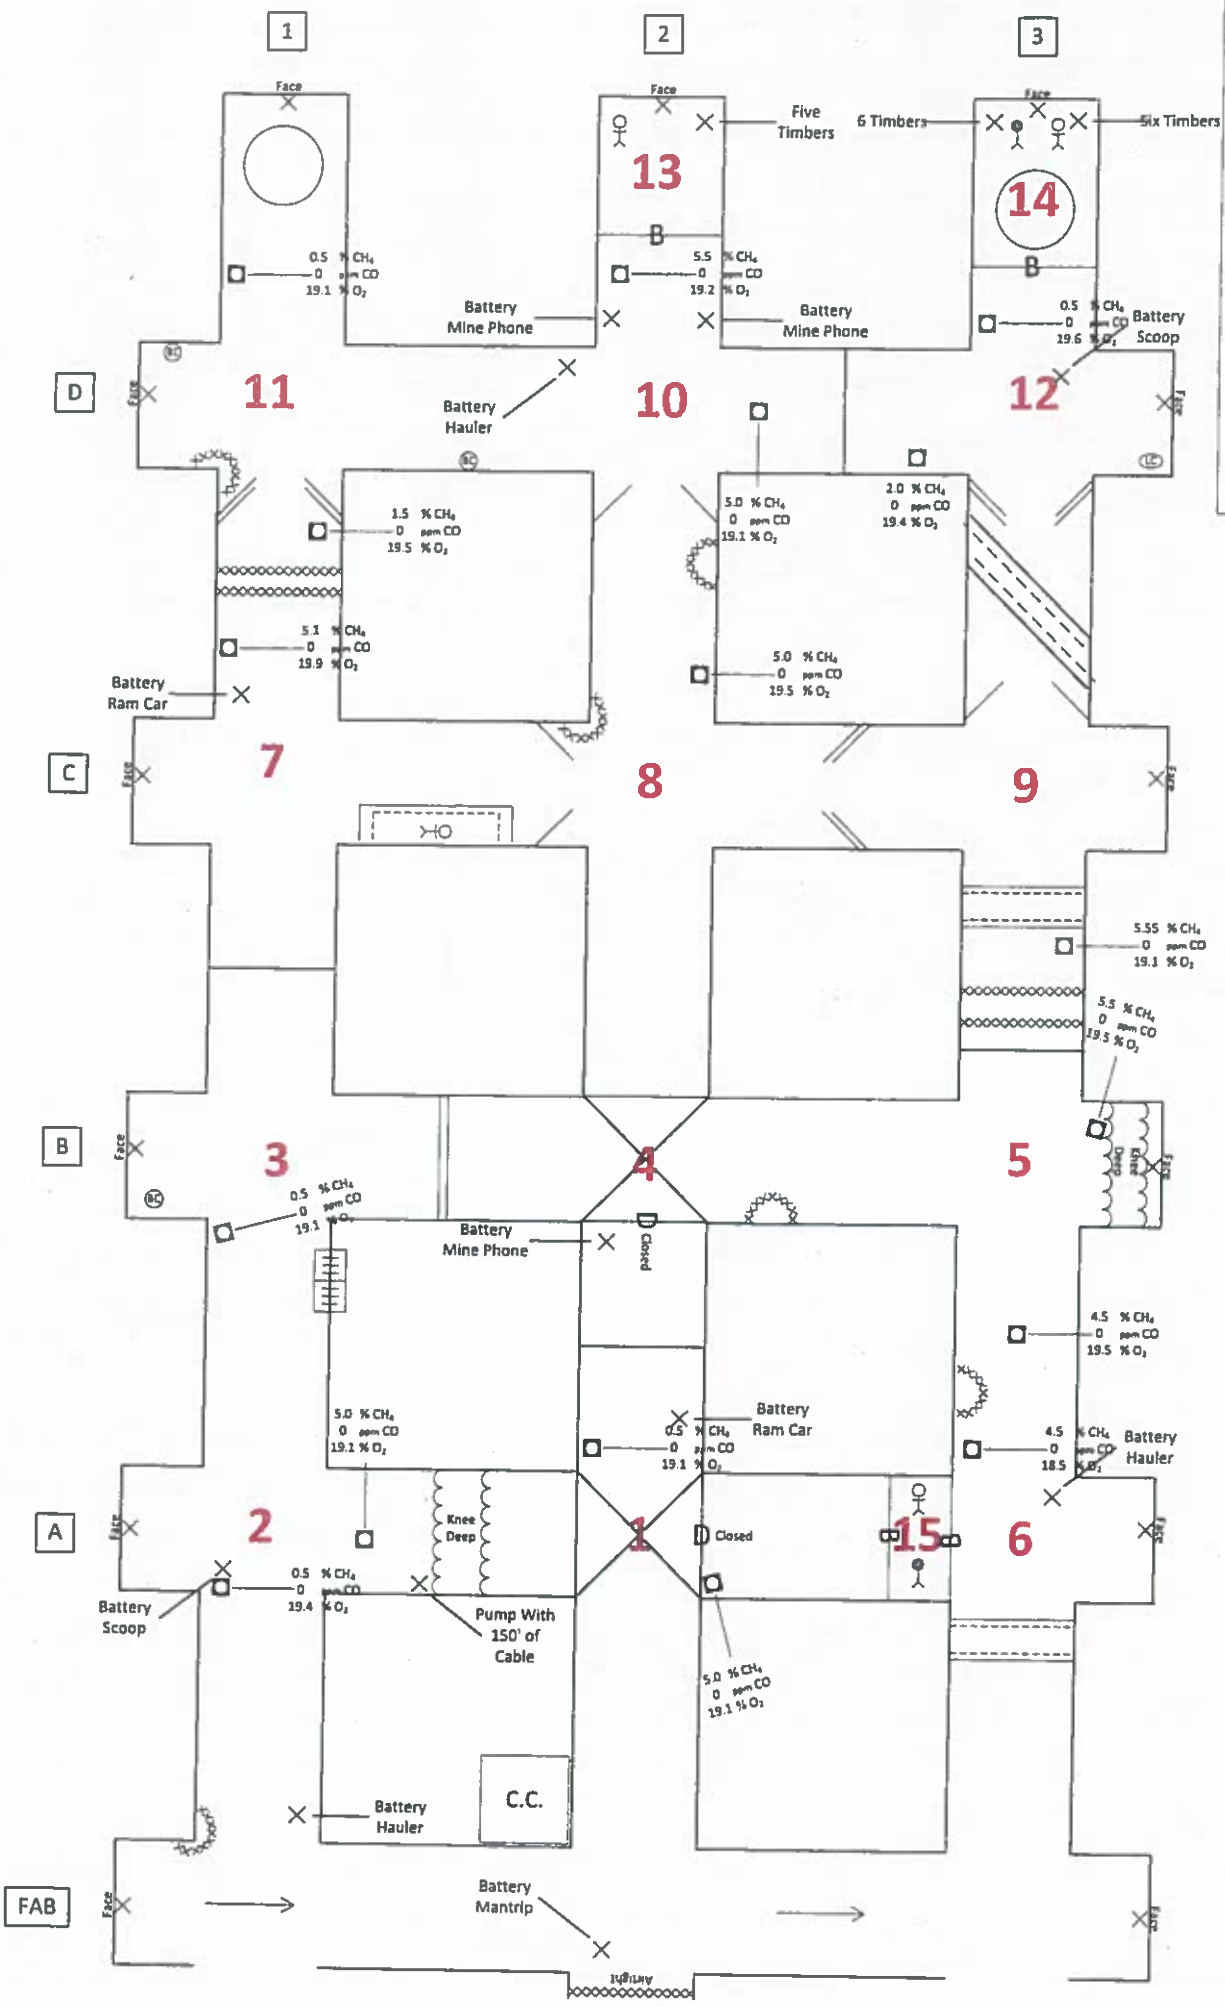 1
2
3
Face
Face
Face
Five
Timbers
6 Timbers
Six Timbers
13
14
B
B
0.5 % CH₄
0 ppm CO
19.1 % O₂
5.5 % CH₄
0 ppm CO
19.2 % O₂
0.5 % CH₄
0 ppm CO
19.6 % O₂
Battery
Mine Phone
Battery
Mine Phone
Battery
Scoop
BC
D
Face
11
Battery
Hauler
10
12
Face
BC
5.0 % CH₄
0 ppm CO
19.1 % O₂
2.0 % CH₄
0 ppm CO
19.4 % O₂
1.5 % CH₄
0 ppm CO
19.5 % O₂
5.1 % CH₄
0 ppm CO
19.9 % O₂
5.0 % CH₄
0 ppm CO
19.5 % O₂
Battery
Ram Car
C
Face
7
8
9
Face
5.55 % CH₄
0 ppm CO
19.1 % O₂
5.5 % CH₄
0 ppm CO
19.5 % O₂
B
Face
3
4
5
Knee
Deep
Face
BC
0.5 % CH₄
0 ppm CO
19.1 % O₂
Battery
Mine Phone
D
Closed
4.5 % CH₄
0 ppm CO
19.5 % O₂
5.0 % CH₄
0 ppm CO
19.1 % O₂
Battery
Ram Car
0.5 % CH₄
0 ppm CO
19.1 % O₂
4.5 % CH₄
0 ppm CO
18.5 % O₂
Battery
Hauler
A
Face
2
Knee
Deep
1
D
Closed
B
15
B
6
Face
0.5 % CH₄
0 ppm CO
19.4 % O₂
Battery
Scoop
Pump With
150' of
Cable
5.0 % CH₄
0 ppm CO
19.1 % O₂
C.C.
Battery
Hauler
FAB
Face
Battery
Mantrip
Face
Airtight